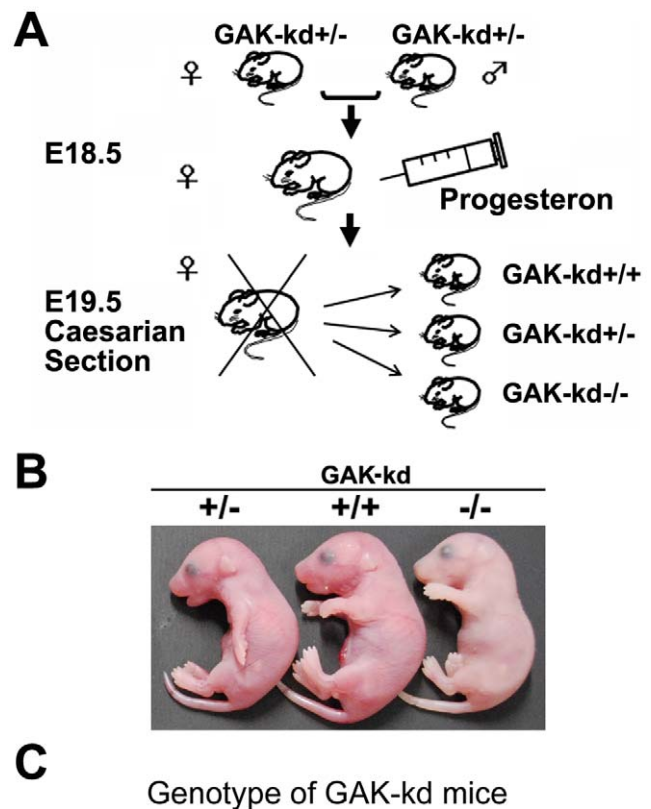 A
GAK-kd+/- GAK-kd+/-
♀ ♂
E18.5
♀
Progesteron
♀
GAK-kd+/+
E19.5
Caesarian
Section
GAK-kd+/-
GAK-kd-/-
B
GAK-kd
+/- +/+ -/-
C
Genotype of GAK-kd mice